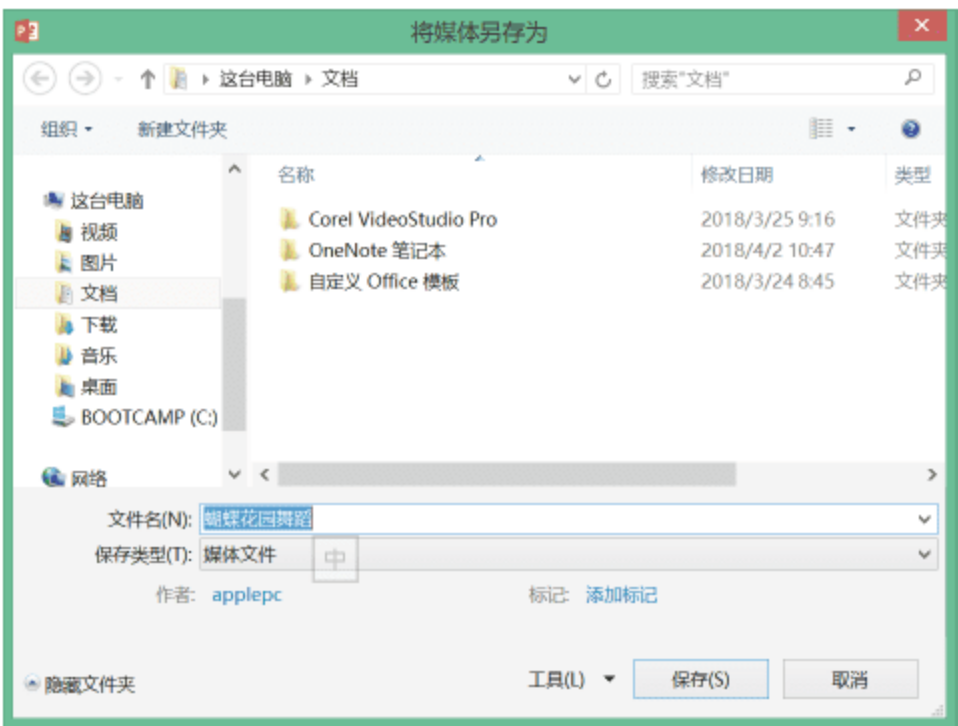 将媒体另存为
这台电脑 文档
搜索"文档"
组织 新建文件夹
名称 修改日期 类型
这台电脑
视频
图片
文档
下载
音乐
桌面
BOOTCAMP (C:)
网络
Corel VideoStudio Pro 2018/3/25 9:16 文件夹
OneNote 笔记本 2018/4/2 10:47 文件夹
自定义 Office 模板 2018/3/24 8:45 文件夹
文件名(N): 蝴蝶花园舞蹈
保存类型(T): 媒体文件
中
作者: applepc 标记: 添加标记
隐藏文件夹 工具(L) 保存(S) 取消